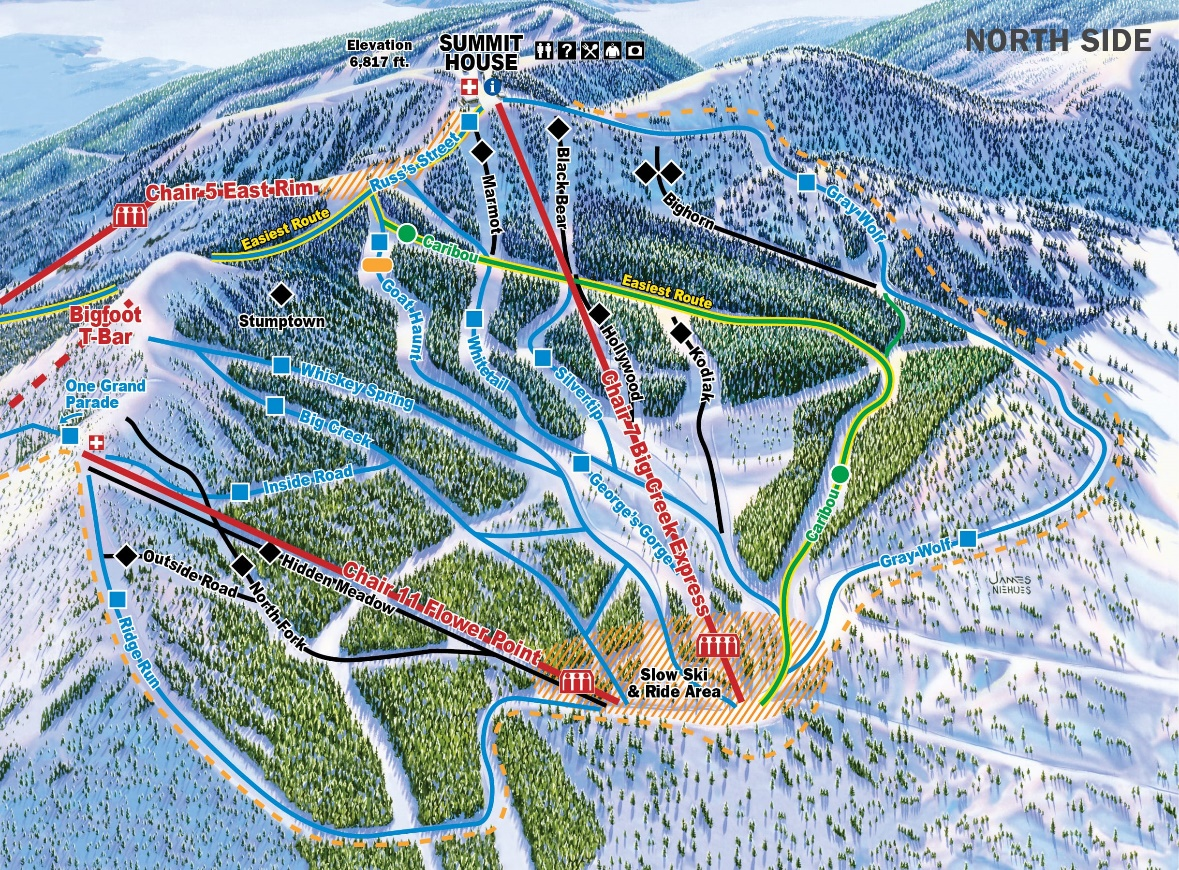 NORTH SIDE
Elevation
6,817 ft.
SUMMIT
HOUSE
?
i
Russ's Street
Chair 5 East Rim
Easiest Route
Marmot
Black Bear
Bighorn
Gray Wolf
Caribou
Easiest Route
Bigfoot
T-Bar
Stumptown
Goat Haunt
Whitetail
Silvertip
Hollywood
Kodiak
One Grand
Parade
Whiskey Spring
Big Creek
Inside Road
George's Gorge
Chair 7 Big Creek Express
Caribou
Gray Wolf
JAMES
NIEHUES
Outside Road
North Fork
Hidden Meadow
Chair 11 Flower Point
Ridge Run
Slow Ski
& Ride Area